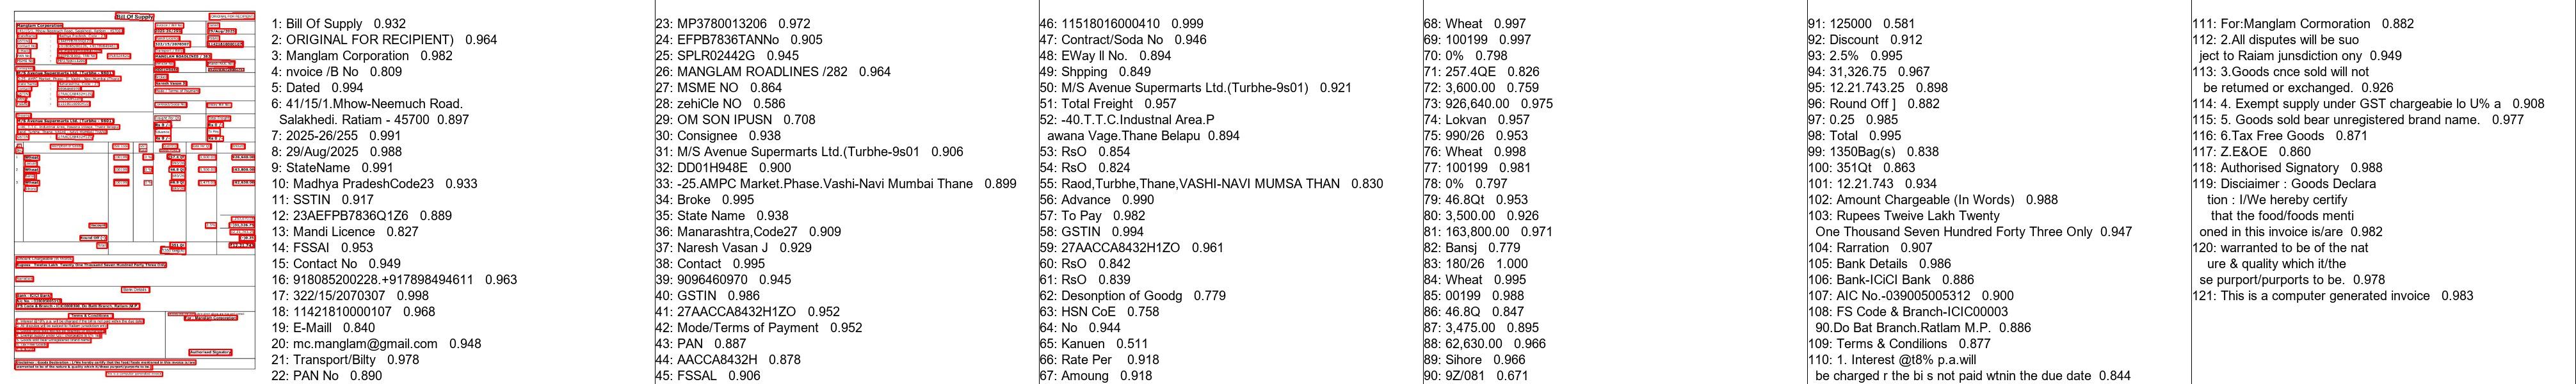 1: Bill Of Supply 0.932
2: ORIGINAL FOR RECIPIENT) 0.964
3: Manglam Corporation 0.982
4: nvoice /B No 0.809
5: Dated 0.994
6: 41/15/1.Mhow-Neemuch Road.
Salakhedi. Ratiam - 45700 0.897
7: 2025-26/255 0.991
8: 29/Aug/2025 0.988
9: StateName 0.991
10: Madhya PradeshCode23 0.933
11: SSTIN 0.917
12: 23AEFPB7836Q1Z6 0.889
13: Mandi Licence 0.827
14: FSSAI 0.953
15: Contact No 0.949
16: 918085200228.+917898494611 0.963
17: 322/15/2070307 0.998
18: 11421810000107 0.968
19: E-Maill 0.840
20: mc.manglam@gmail.com 0.948
21: Transport/Bilty 0.978
22: PAN No 0.890
23: MP3780013206 0.972
24: EFPB7836TANNo 0.905
25: SPLR02442G 0.945
26: MANGLAM ROADLINES /282 0.964
27: MSME NO 0.864
28: zehiCle NO 0.586
29: OM SON IPUSN 0.708
30: Consignee 0.938
31: M/S Avenue Supermarts Ltd.(Turbhe-9s01 0.906
32: DD01H948E 0.900
33: -25.AMPC Market.Phase.Vashi-Navi Mumbai Thane 0.899
34: Broke 0.995
35: State Name 0.938
36: Manarashtra,Code27 0.909
37: Naresh Vasan J 0.929
38: Contact 0.995
39: 9096460970 0.945
40: GSTIN 0.986
41: 27AACCA8432H1ZO 0.952
42: Mode/Terms of Payment 0.952
43: PAN 0.887
44: AACCA8432H 0.878
45: FSSAL 0.906
46: 11518016000410 0.999
47: Contract/Soda No 0.946
48: EWay ll No. 0.894
49: Shpping 0.849
50: M/S Avenue Supermarts Ltd.(Turbhe-9s01) 0.921
51: Total Freight 0.957
52: -40.T.T.C.Industnal Area.P
awana Vage.Thane Belapu 0.894
53: RsO 0.854
54: RsO 0.824
55: Raod,Turbhe,Thane,VASHI-NAVI MUMSA THAN 0.830
56: Advance 0.990
57: To Pay 0.982
58: GSTIN 0.994
59: 27AACCA8432H1ZO 0.961
60: RsO 0.842
61: RsO 0.839
62: Desonption of Goodg 0.779
63: HSN CoE 0.758
64: No 0.944
65: Kanuen 0.511
66: Rate Per 0.918
67: Amoung 0.918
68: Wheat 0.997
69: 100199 0.997
70: 0% 0.798
71: 257.4QE 0.826
72: 3,600.00 0.759
73: 926,640.00 0.975
74: Lokvan 0.957
75: 990/26 0.953
76: Wheat 0.998
77: 100199 0.981
78: 0% 0.797
79: 46.8Qt 0.953
80: 3,500.00 0.926
81: 163,800.00 0.971
82: Bansj 0.779
83: 180/26 1.000
84: Wheat 0.995
85: 00199 0.988
86: 46.8Q 0.847
87: 3,475.00 0.895
88: 62,630.00 0.966
89: Sihore 0.966
90: 9Z/081 0.671
91: 125000 0.581
92: Discount 0.912
93: 2.5% 0.995
94: 31,326.75 0.967
95: 12.21.743.25 0.898
96: Round Off ] 0.882
97: 0.25 0.985
98: Total 0.995
99: 1350Bag(s) 0.838
100: 351Qt 0.863
101: 12.21.743 0.934
102: Amount Chargeable (In Words) 0.988
103: Rupees Tweive Lakh Twenty
One Thousand Seven Hundred Forty Three Only 0.947
104: Rarration 0.907
105: Bank Details 0.986
106: Bank-ICiCI Bank 0.886
107: AIC No.-039005005312 0.900
108: FS Code & Branch-ICIC00003
90.Do Bat Branch.Ratlam M.P. 0.886
109: Terms & Condilions 0.877
110: 1. Interest @t8% p.a.will
be charged r the bi s not paid wtnin the due date 0.844
111: For:Manglam Cormoration 0.882
112: 2.All disputes will be suo
ject to Raiam junsdiction ony 0.949
113: 3.Goods cnce sold will not
be returned or exchanged. 0.926
114: 4. Exempt supply under GST chargeabie lo U% a 0.908
115: 5. Goods sold bear unregistered brand name. 0.977
116: 6.Tax Free Goods 0.871
117: Z.E&OE 0.860
118: Authorised Signatory 0.988
119: Disclaimer : Goods Declara
tion : I/We hereby certify
that the food/foods menti
oned in this invoice is/are 0.982
120: warranted to be of the nat
ure & quality which it/the
se purport/purports to be. 0.978
121: This is a computer generated invoice 0.983